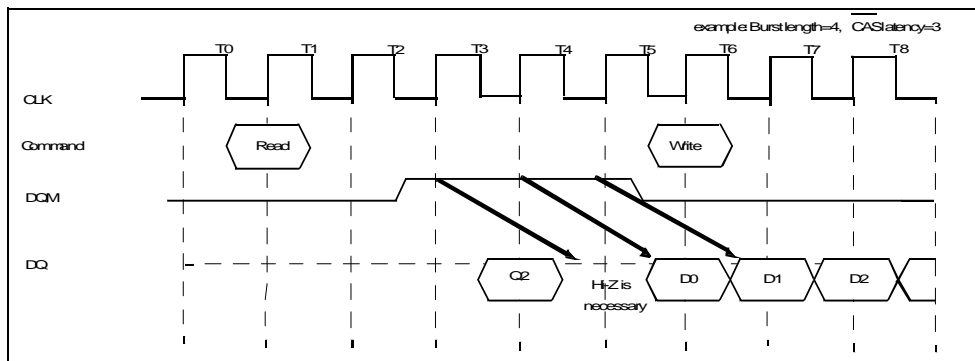 example: Burst length=4, CAS latency=3
T0 T1 T2 T3 T4 T5 T6 T7 T8
CLK
Command
Read
Write
DQM
DQ
Q2
Hi-Z is
necessary
D0
D1
D2